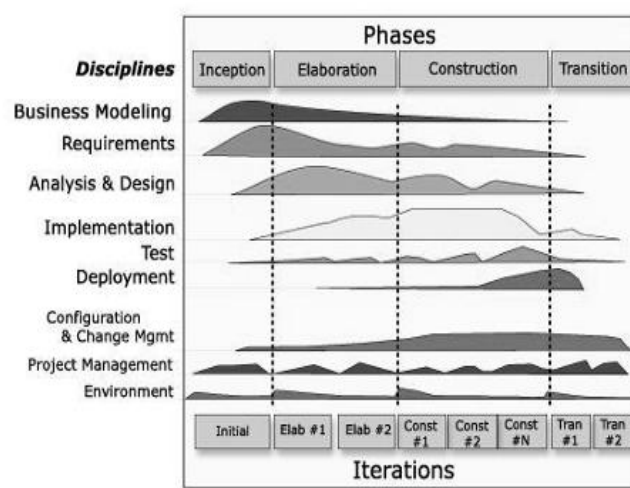 Phases
Disciplines Inception Elaboration Construction Transition
Business Modeling
Requirements
Analysis & Design
Implementation
Test
Deployment
Configuration
& Change Mgmt
Project Management
Environment
Initial Elab #1 Elab #2 Const #1 Const #2 Const #N Tran #1 Tran #2
Iterations